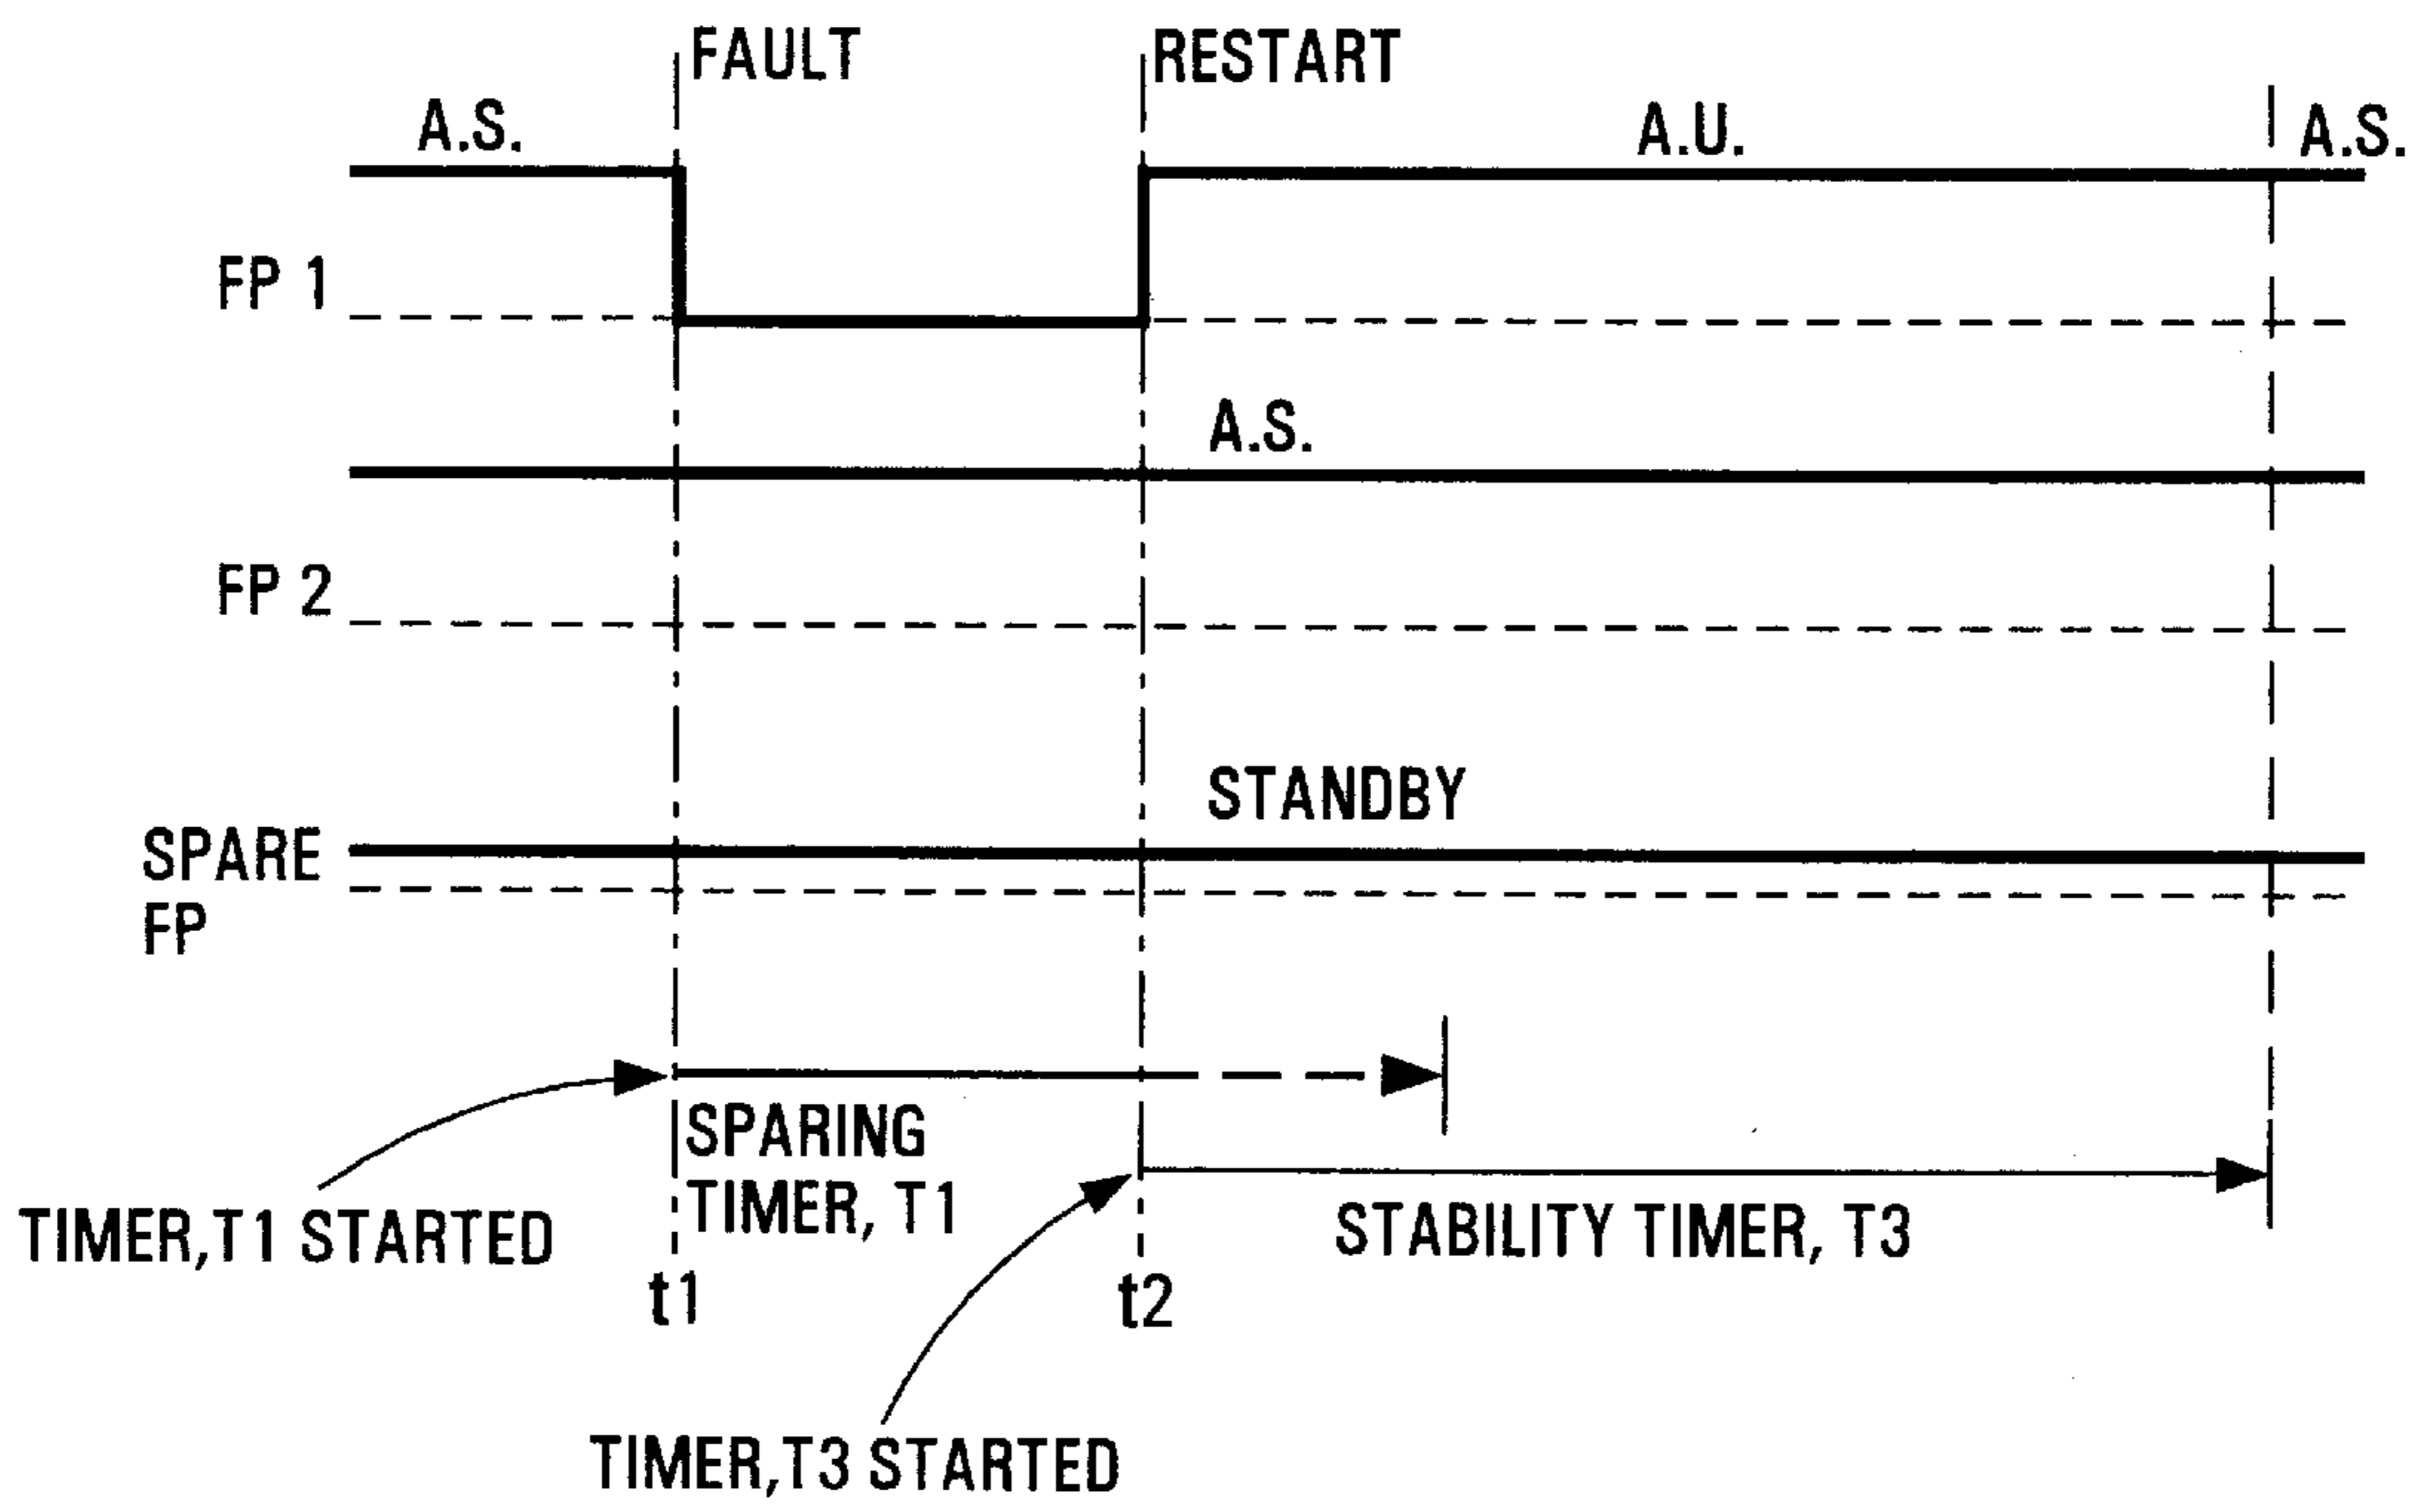 FAULT
RESTART
A.S.
A.U.
A.S.
FP 1
A.S.
FP 2
STANDBY
SPARE
FP
SPARING
TIMER, T1
TIMER,T1 STARTED
STABILITY TIMER, T3
t1
t2
TIMER,T3 STARTED